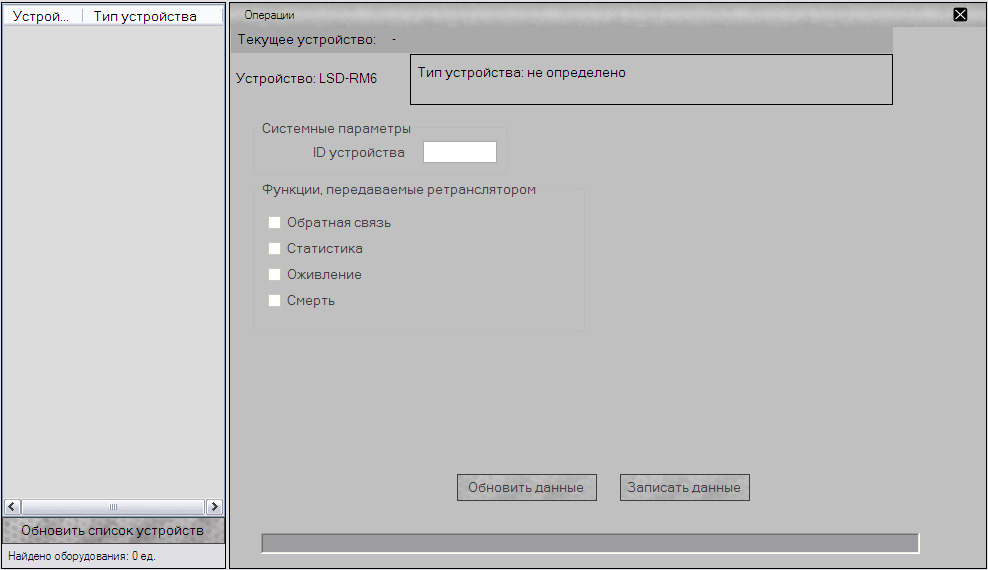 Устрой... Тип устройства
Обновить список устройств
Найдено оборудования: 0 ед.
Операции
Текущее устройство: -
Устройство: LSD-RM6
Тип устройства: не определено
Системные параметры
ID устройства
Функции, передаваемые ретранслятором
Обратная связь
Статистика
Оживление
Смерть
Обновить данные Записать данные